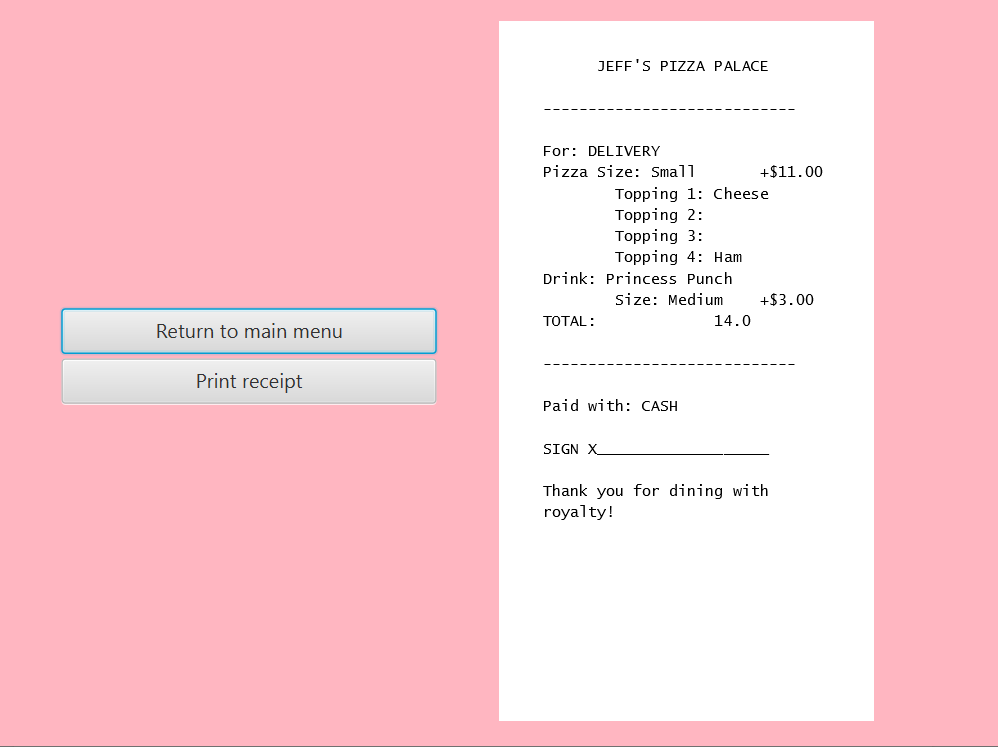 JEFF'S PIZZA PALACE
----------------------------
For: DELIVERY
Pizza Size: Small +$11.00
Topping 1: Cheese
Topping 2:
Topping 3:
Topping 4: Ham
Drink: Princess Punch
Size: Medium +$3.00
TOTAL: 14.0
----------------------------
Paid with: CASH
SIGN X___________________
Thank you for dining with
royalty!
Return to main menu
Print receipt